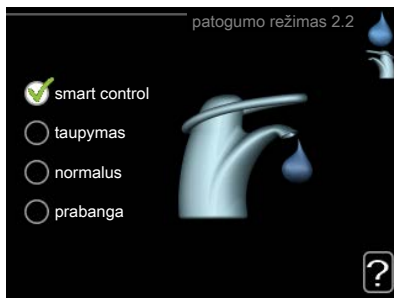 patogumo režimas 2.2
smart control
taupymas
normalus
prabanga
?